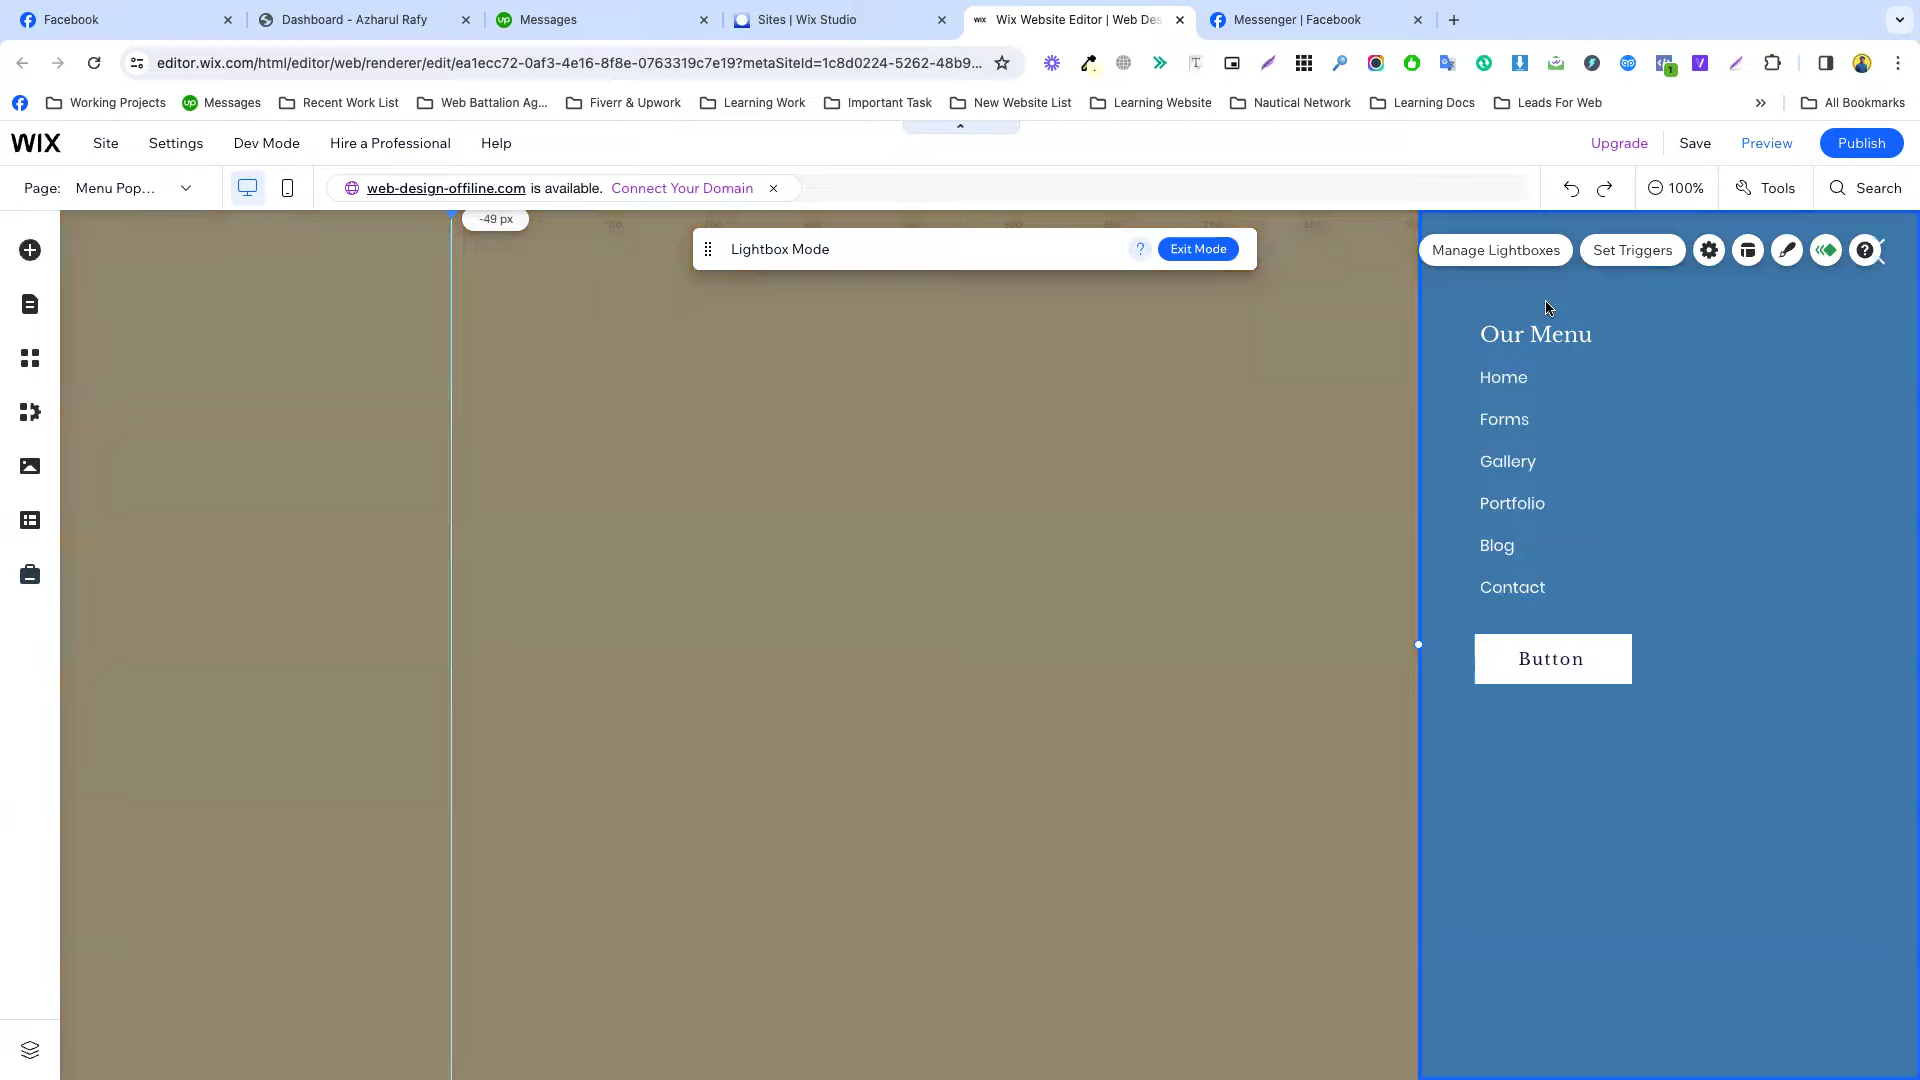 Facebook
Dashboard - Azharul Rafy
Messages
Sites | Wix Studio
Wix Website Editor | Web Des
Messenger | Facebook
editor.wix.com/html/editor/web/renderer/edit/ea1ecc72-0af3-4e16-8f8e-0763319c7e19?metaSiteId=1c8d0224-5262-48b9...
Working Projects
Messages
Recent Work List
Web Battalion Ag...
Fiverr & Upwork
Learning Work
Important Task
New Website List
Learning Website
Nautical Network
Learning Docs
Leads For Web
All Bookmarks
WIX
Site
Settings
Dev Mode
Hire a Professional
Help
Upgrade
Save
Preview
Publish
Page: Menu Pop...
web-design-offiline.com is available. Connect Your Domain
100%
Tools
Search
-49 px
Lightbox Mode
?
Exit Mode
Manage Lightboxes
Set Triggers
Our Menu
Home
Forms
Gallery
Portfolio
Blog
Contact
Button